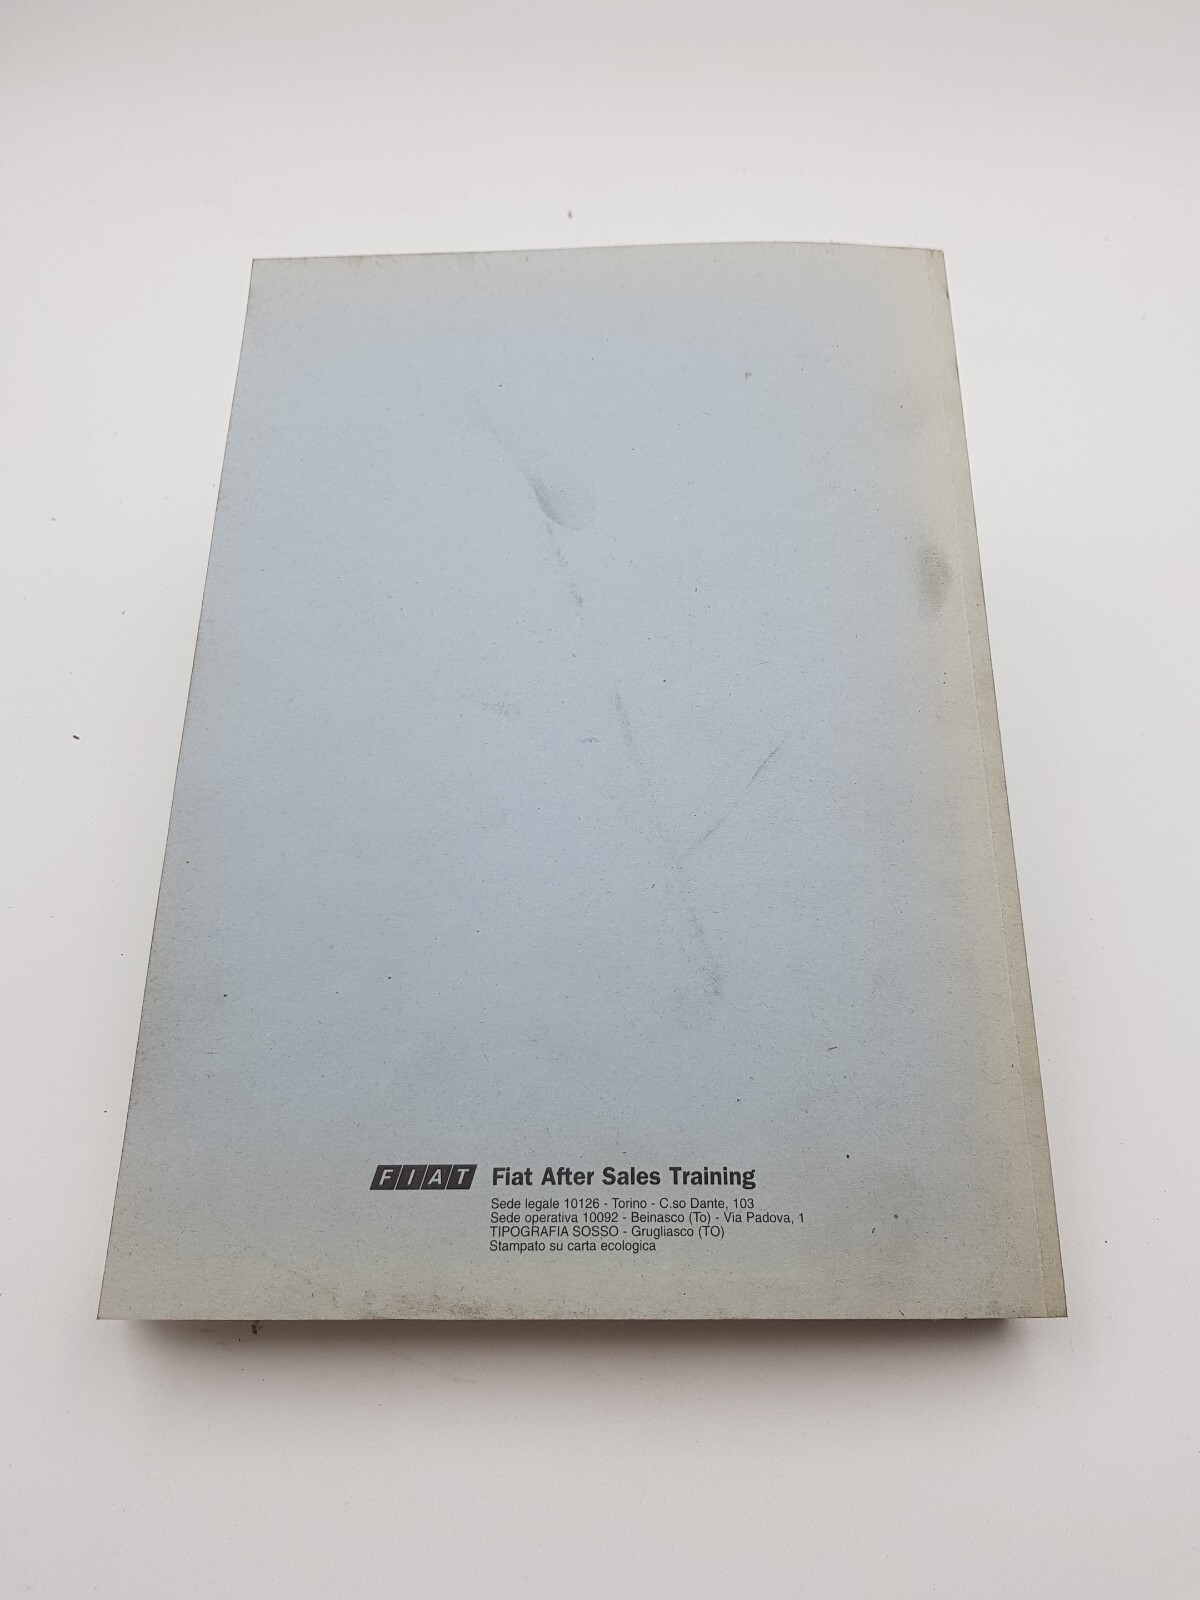 FIAT Fiat After Sales Training
Sede legale 10126 - Torino - C.so Dante, 103
Sede operativa 10092 - Beinasco (To) - Via Padova, 1
TIPOGRAFIA SOSSO - Grugliasco (TO)
Stampato su carta ecologica